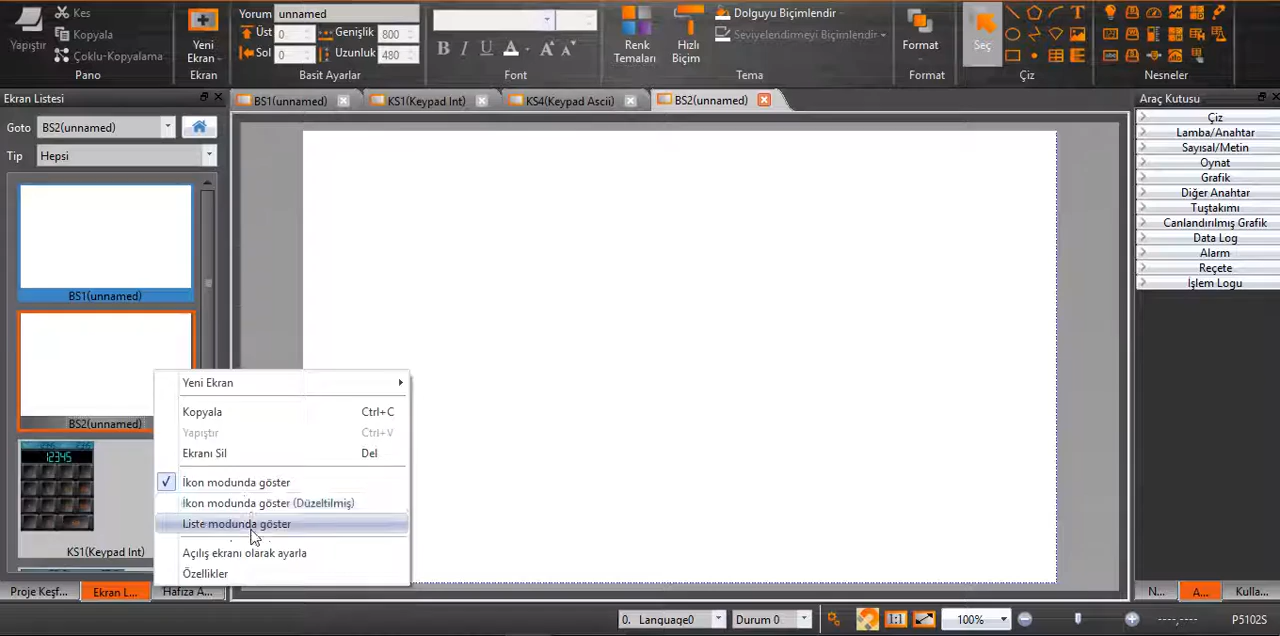 Yapıştır
Kes
Kopyala
Çoklu-Kopyalama
Pano
Yeni
Ekran
Ekran
Yorum unnamed
Üst 0 Genişlik 800
Sol 0 Uzunluk 480
Basit Ayarlar
B I U A A A
Font
Renk
Temaları
Hızlı
Biçim
Dolguyu Biçimlendir
Seviyelendirmeyi Biçimlendir
Tema
Format
Format
Seç
T
Çiz
Nesneler
Ekran Listesi
BS1(unnamed)
KS1(Keypad Int)
KS4(Keypad Ascii)
BS2(unnamed)
Araç Kutusu
Goto BS2(unnamed)
Tip Hepsi
BS1(unnamed)
BS2(unnamed)
12345
KS1(Keypad Int)
Yeni Ekran
Kopyala Ctrl+C
Yapıştır Ctrl+V
Ekranı Sil Del
İkon modunda göster
İkon modunda göster (Düzeltilmiş)
Liste modunda göster
Açılış ekranı olarak ayarla
Özellikler
Çiz
Lamba/Anahtar
Sayısal/Metin
Oynat
Grafik
Diğer Anahtar
Tuştakımı
Canlandırılmış Grafik
Data Log
Alarm
Reçete
İşlem Logu
Proje Keşf...
Ekran L...
Hafıza A...
N...
A...
Kulla...
0. Language0
Durum 0
1:1
100%
----,----
P5102S